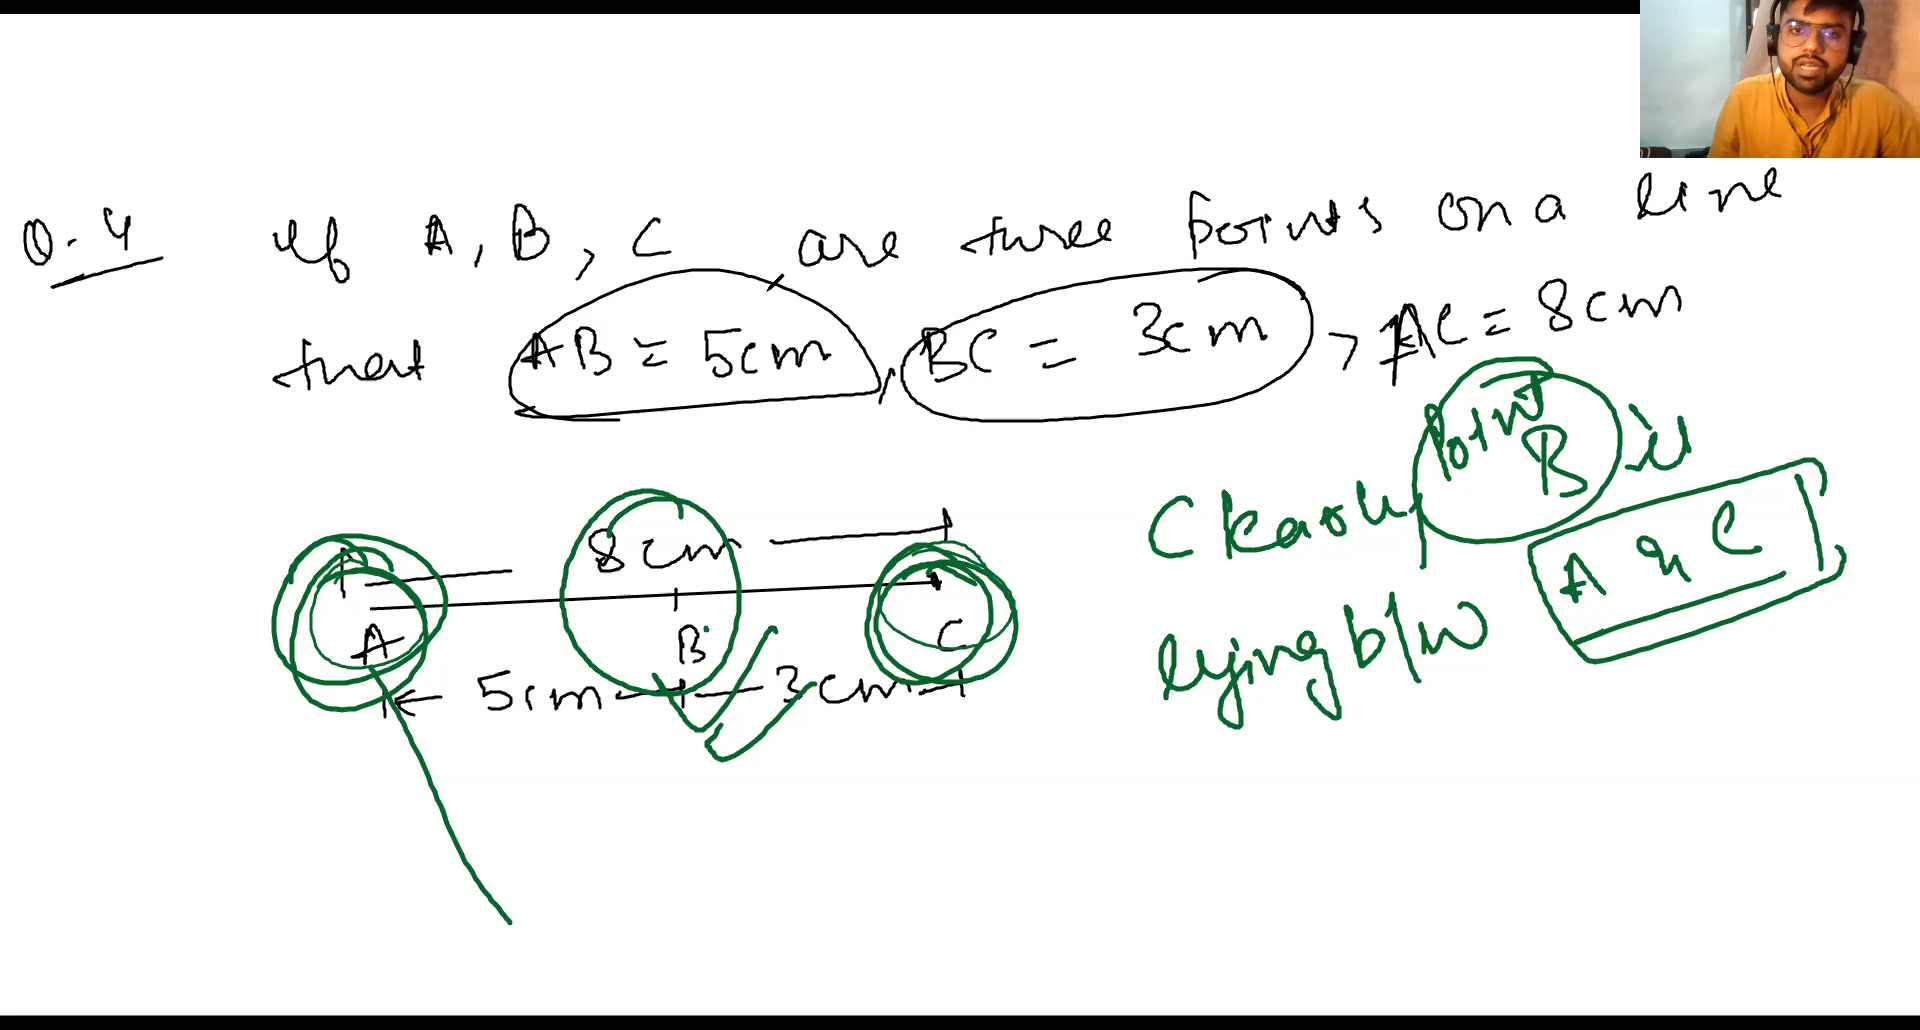 Q.4 If A, B, C are three points on a line
that AB = 5cm, BC = 3cm, AC = 8cm
8cm
A B C
5cm 3cm
Clearly Point B is
lying b/w A & C